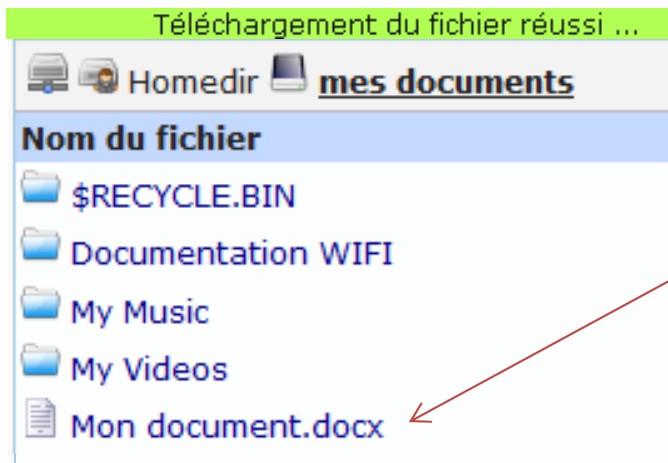 Téléchargement du fichier réussi ...
Homedir mes documents
Nom du fichier
$RECYCLE.BIN
Documentation WIFI
My Music
My Videos
Mon document.docx